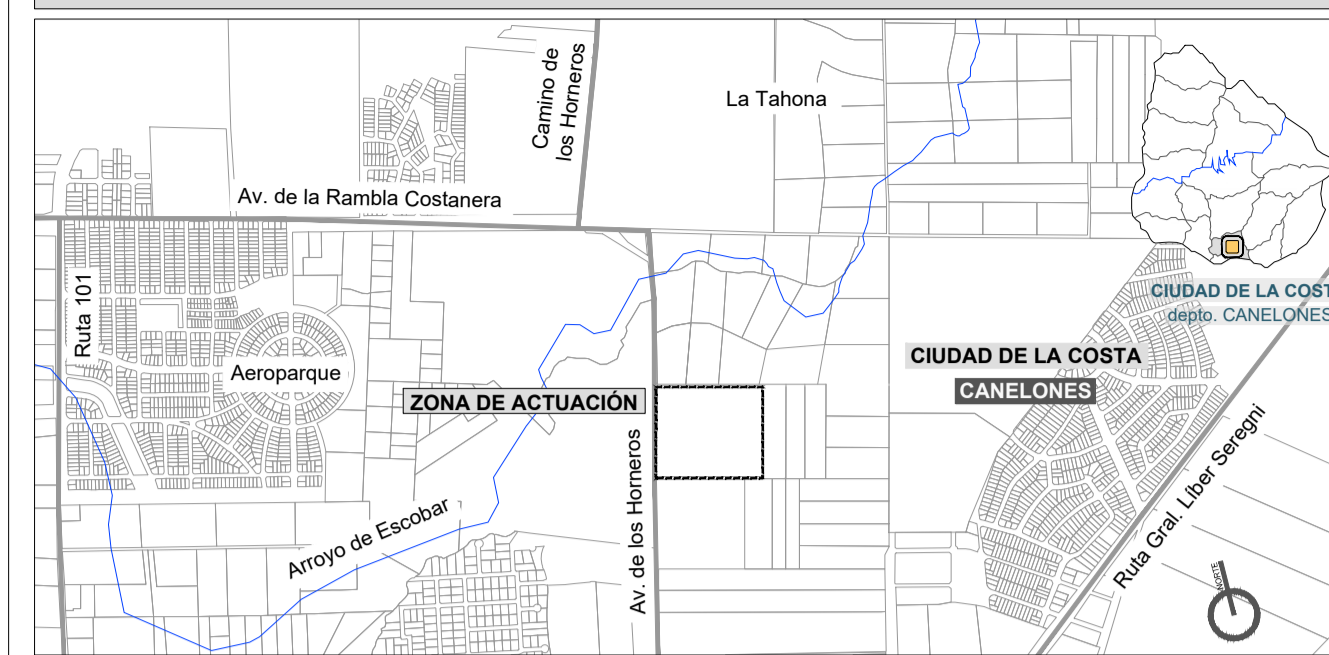 Camino de
los Horneros
La Tahona
Av. de la Rambla Costanera
Ruta 101
CIUDAD DE LA COST
depto. CANELONES
Aeroparque
CIUDAD DE LA COSTA
CANELONES
ZONA DE ACTUACIÓN
Av. de los Horneros
Arroyo de Escobar
Ruta Gral. Líber Seregni
NORTE